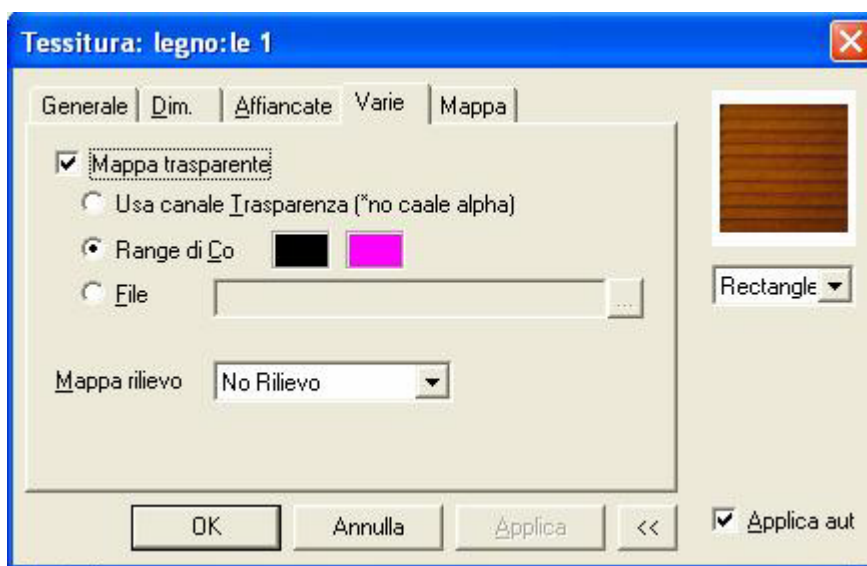 Tessitura: legno:le 1
Generale Dim. Affiancate Varie Mappa
Mappa trasparente
Usa canale Trasparenza (*no caale alpha)
Range di Co
File ...
Rectangle
Mappa rilievo No Rilievo
OK Annulla Applica << Applica aut